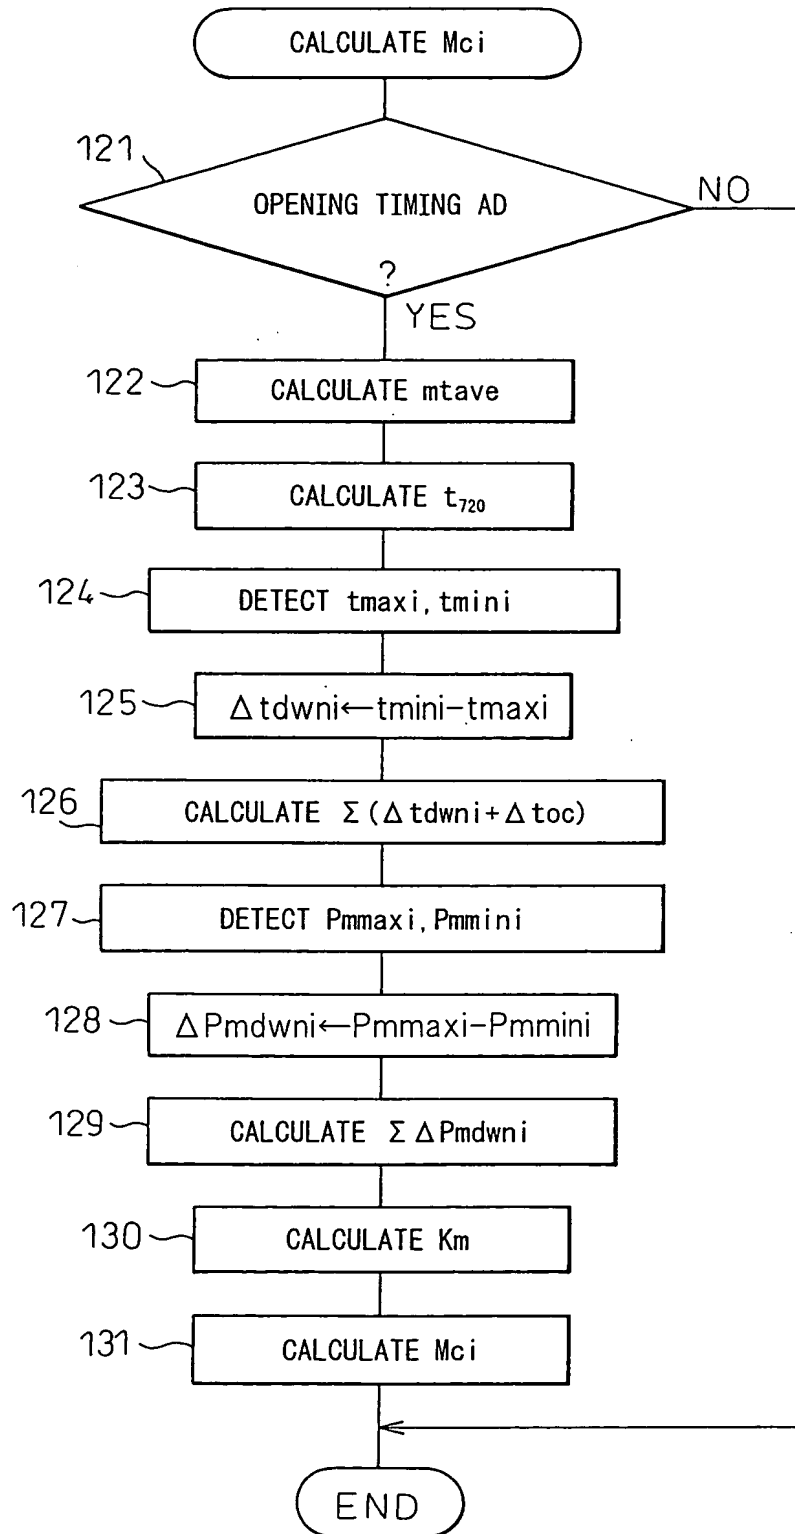 CALCULATE Mci
121
OPENING TIMING AD
?
NO
YES
122
CALCULATE mtave
123
CALCULATE t₇₂₀
124
DETECT tmaxi, tmini
125
Δtdwni←tmini-tmaxi
126
CALCULATE Σ(Δtdwni+Δtoc)
127
DETECT Pmmaxi, Pmmini
128
ΔPmdwni←Pmmaxi-Pmmini
129
CALCULATE ΣΔPmdwni
130
CALCULATE Km
131
CALCULATE Mci
END